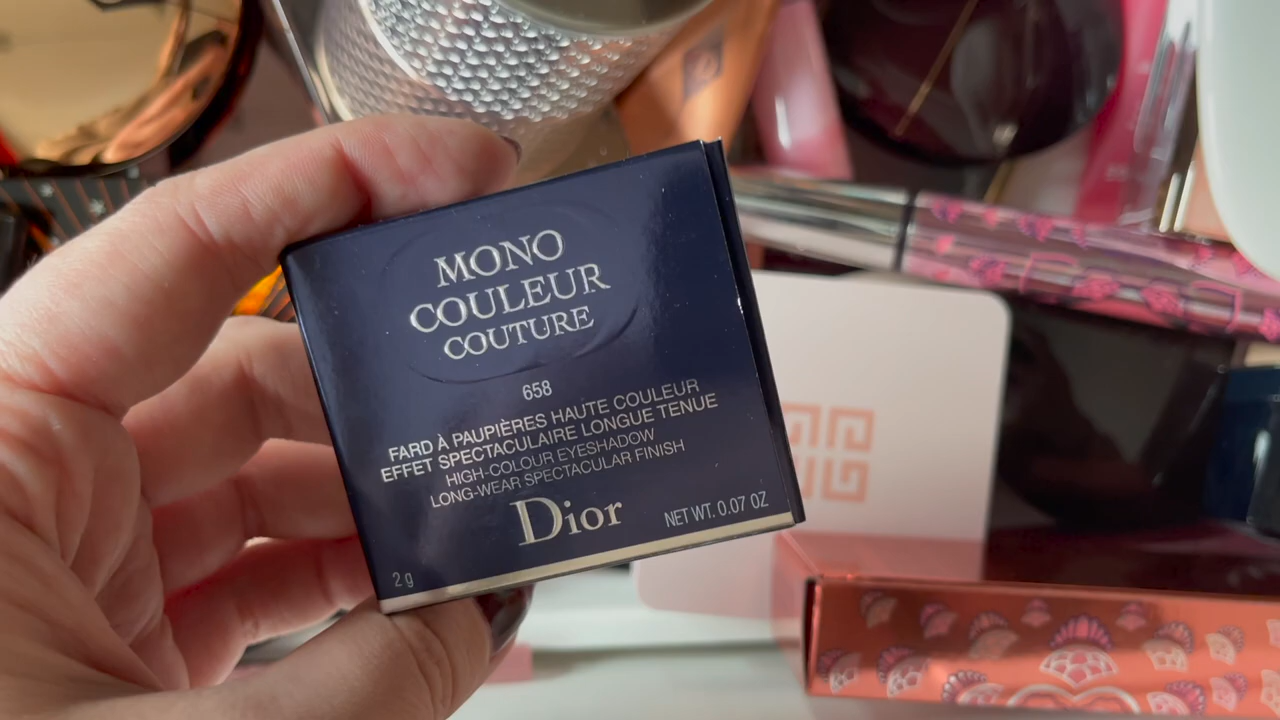 MONO
COULEUR
COUTURE
658
FARD À PAUPIÈRES HAUTE COULEUR
EFFET SPECTACULAIRE LONGUE TENUE
HIGH-COLOUR EYESHADOW
LONG-WEAR SPECTACULAR FINISH
Dior
NET WT. 0.07 OZ
2 g